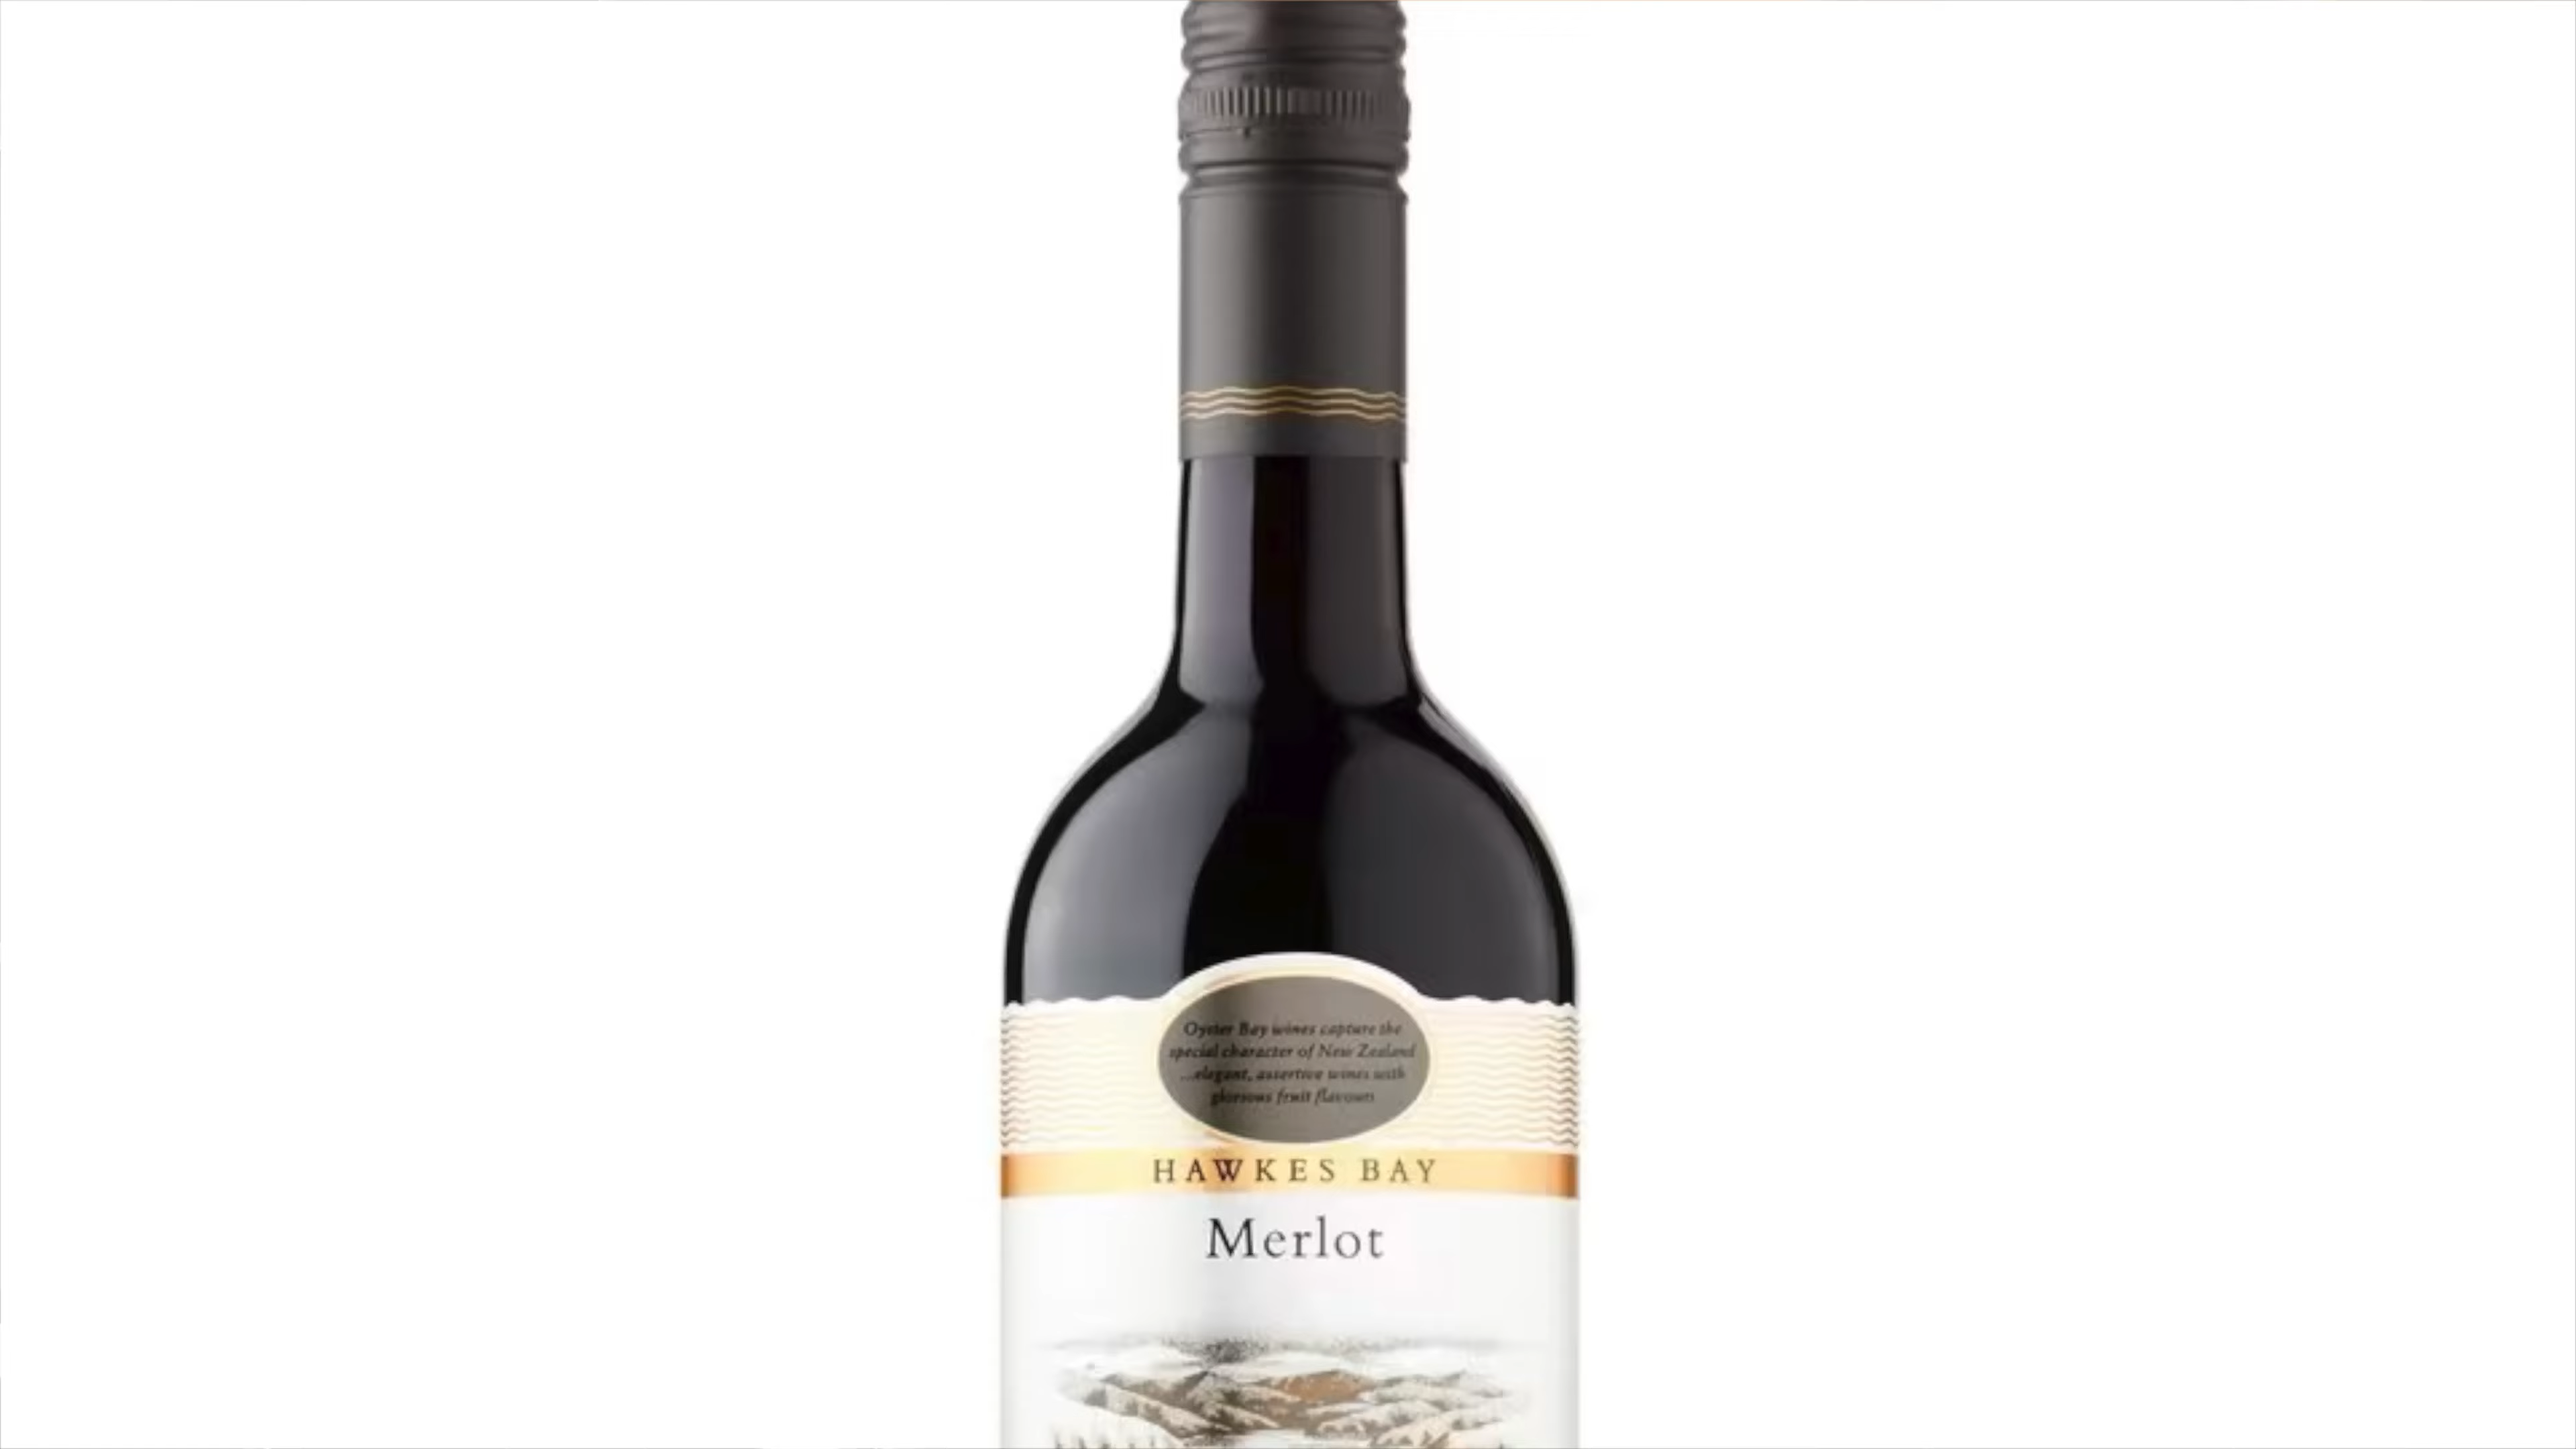 Oyster Bay wines capture the
special character of New Zealand
...elegant, assertive wines with
glorious fruit flavours
HAWKES BAY
Merlot